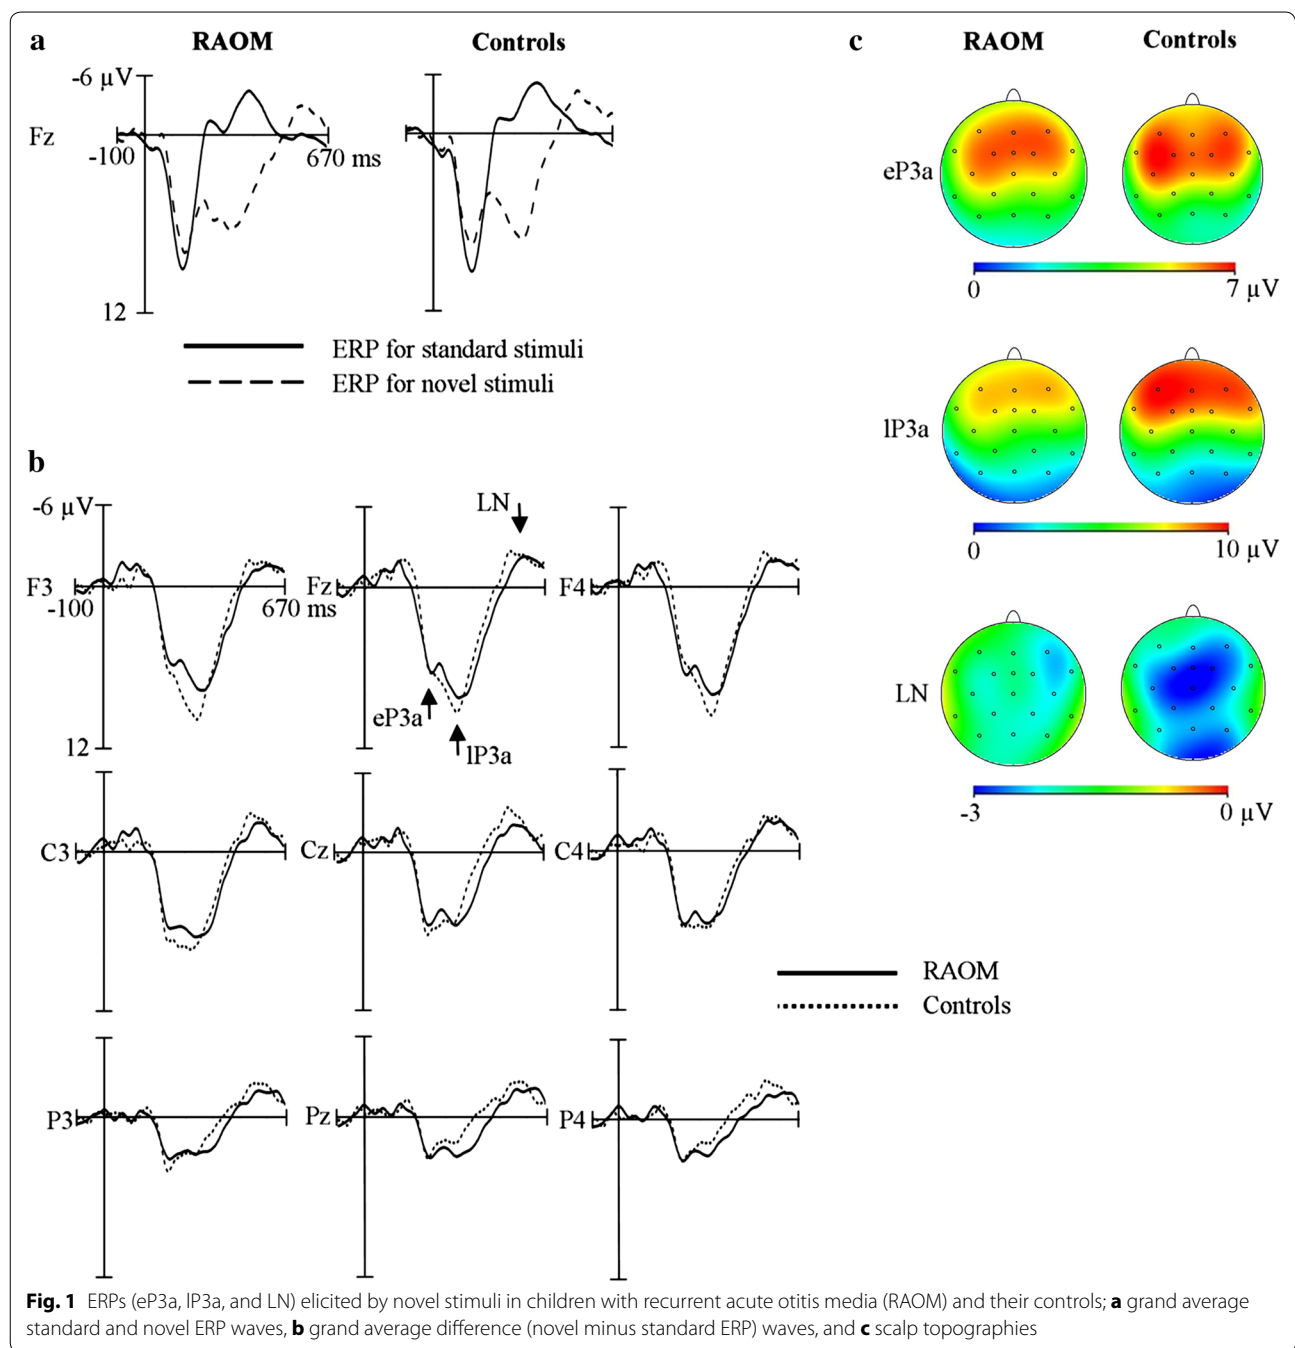 a
RAOM
Controls
-6 µV
Fz
-100
670 ms
12
ERP for standard stimuli
ERP for novel stimuli
b
-6 µV
LN
F3
Fz
F4
-100
670 ms
eP3a
lP3a
12
C3
Cz
C4
RAOM
Controls
P3
Pz
P4
c
RAOM
Controls
eP3a
0
7 µV
lP3a
0
10 µV
LN
-3
0 µV
Fig. 1 ERPs (eP3a, lP3a, and LN) elicited by novel stimuli in children with recurrent acute otitis media (RAOM) and their controls; a grand average
standard and novel ERP waves, b grand average difference (novel minus standard ERP) waves, and c scalp topographies